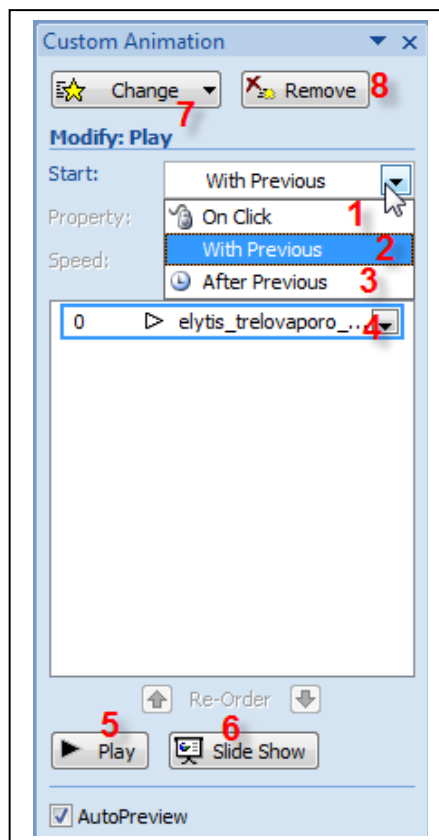 Custom Animation
Change Remove 8
7
Modify: Play
Start: With Previous
Property: On Click 1
Speed: With Previous 2
After Previous 3
0 elytis_trelovaporo_... 4
Re-Order
5 6
Play Slide Show
AutoPreview